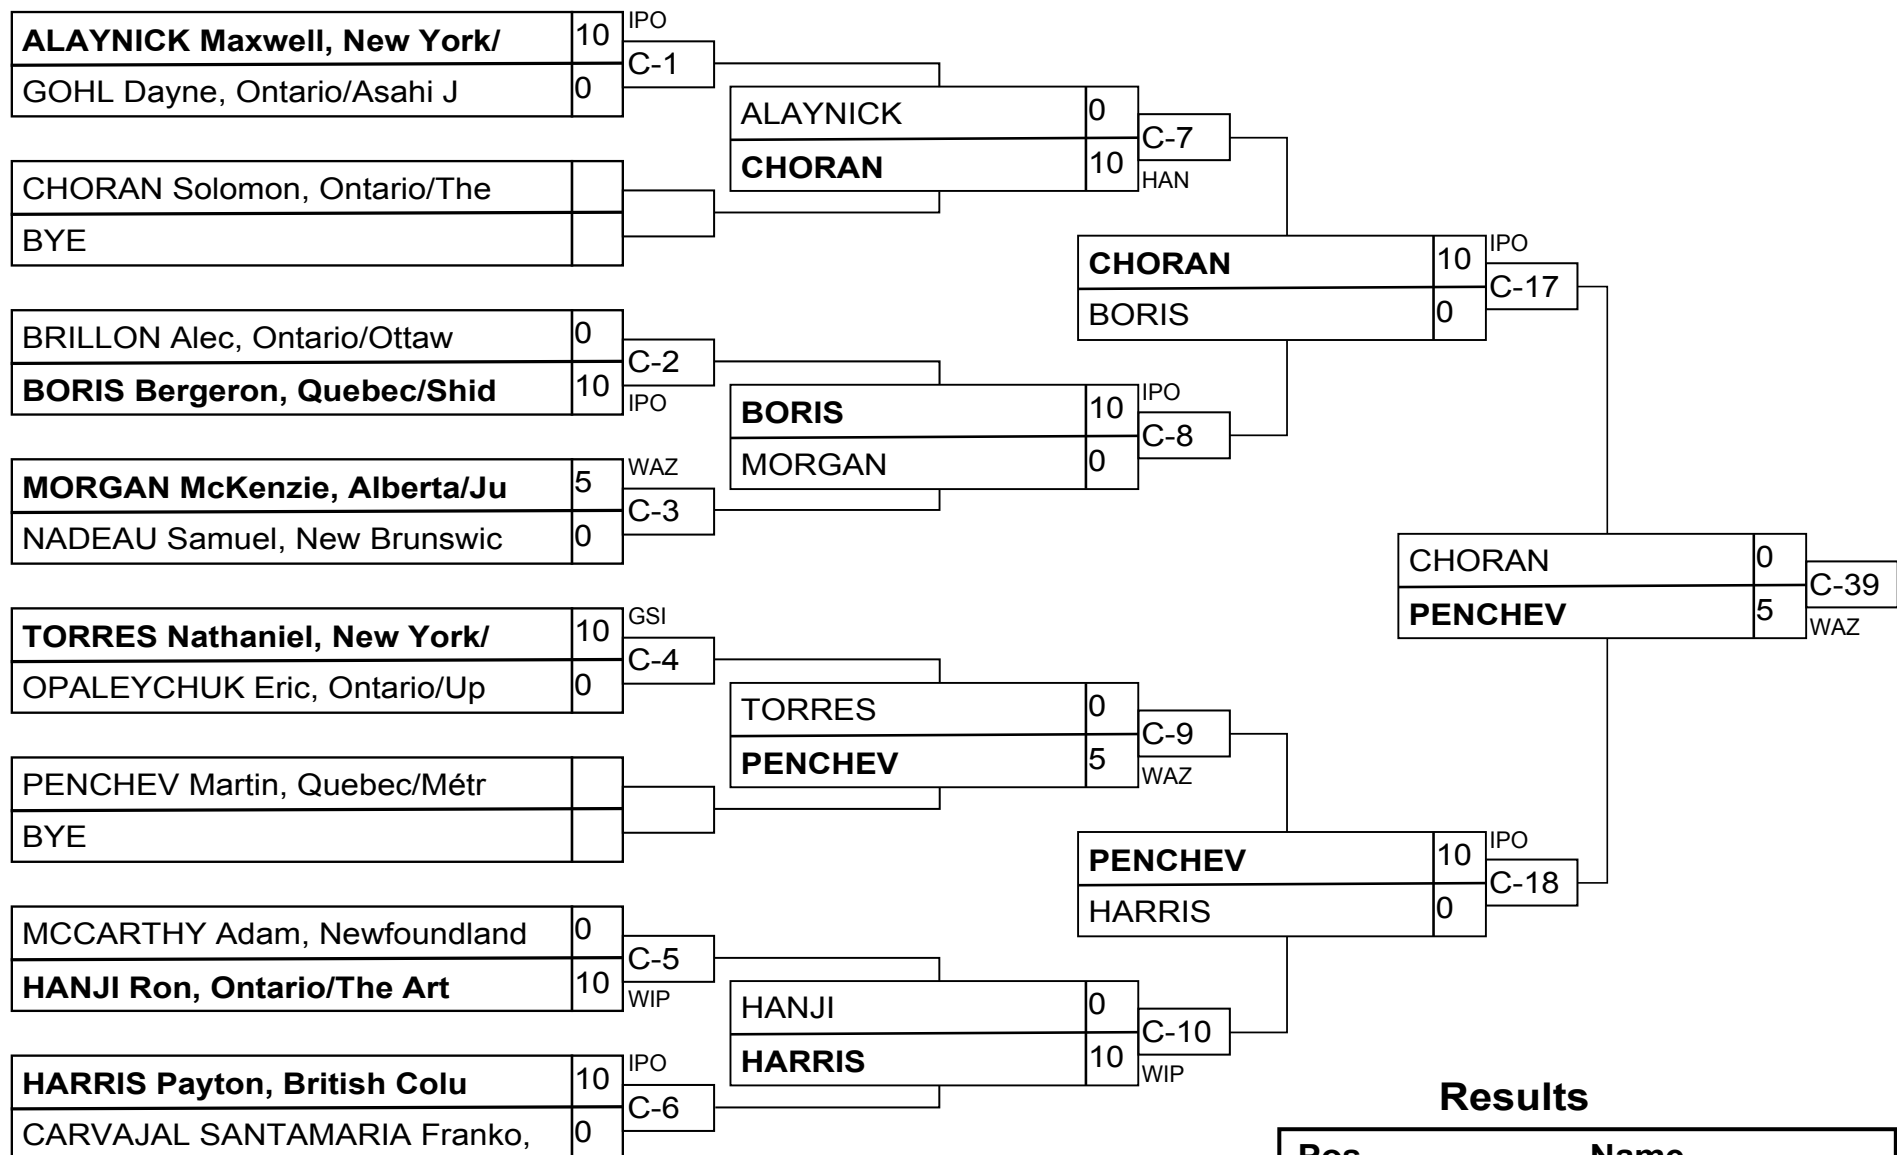 ALAYNICK Maxwell, New York/ 10 IPO
C-1
GOHL Dayne, Ontario/Asahi J 0
CHORAN Solomon, Ontario/The
BYE
BRILLON Alec, Ontario/Ottaw 0
C-2
BORIS Bergeron, Quebec/Shid 10 IPO
MORGAN McKenzie, Alberta/Ju 5 WAZ
C-3
NADEAU Samuel, New Brunswic 0
TORRES Nathaniel, New York/ 10 GSI
C-4
OPALEYCHUK Eric, Ontario/Up 0
PENCHEV Martin, Quebec/Métr
BYE
MCCARTHY Adam, Newfoundland 0
C-5
HANJI Ron, Ontario/The Art 10 WIP
HARRIS Payton, British Colu 10 IPO
C-6
CARVAJAL SANTAMARIA Franko, 0
ALAYNICK 0
C-7
CHORAN 10 HAN
BORIS 10 IPO
C-8
MORGAN 0
TORRES 0
C-9
PENCHEV 5 WAZ
HANJI 0
C-10
HARRIS 10 WIP
CHORAN 10 IPO
C-17
BORIS 0
PENCHEV 10 IPO
C-18
HARRIS 0
CHORAN 0
C-39
PENCHEV 5 WAZ
Results
Pos Name